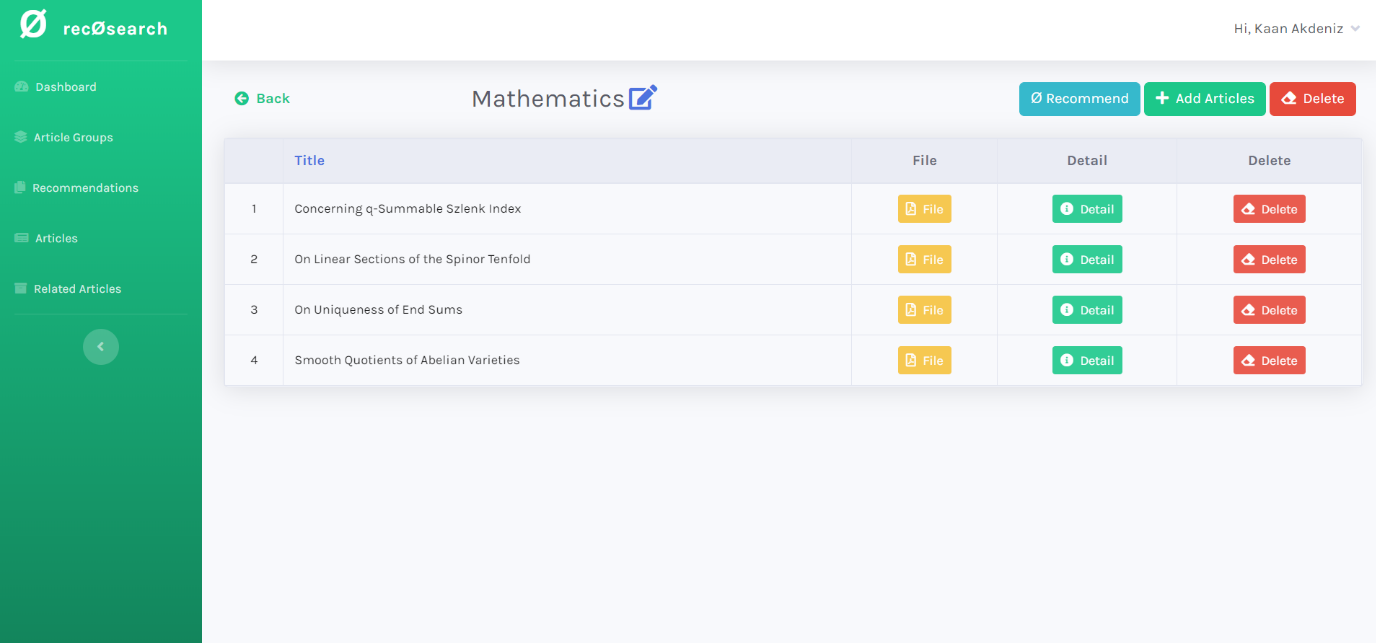 Ø recØsearch
Hi, Kaan Akdeniz
Dashboard
Article Groups
Recommendations
Articles
Related Articles
Back
Mathematics
Ø Recommend
Add Articles
Delete
Title File Detail Delete
1 Concerning q-Summable Szlenk Index File Detail Delete
2 On Linear Sections of the Spinor Tenfold File Detail Delete
3 On Uniqueness of End Sums File Detail Delete
4 Smooth Quotients of Abelian Varieties File Detail Delete